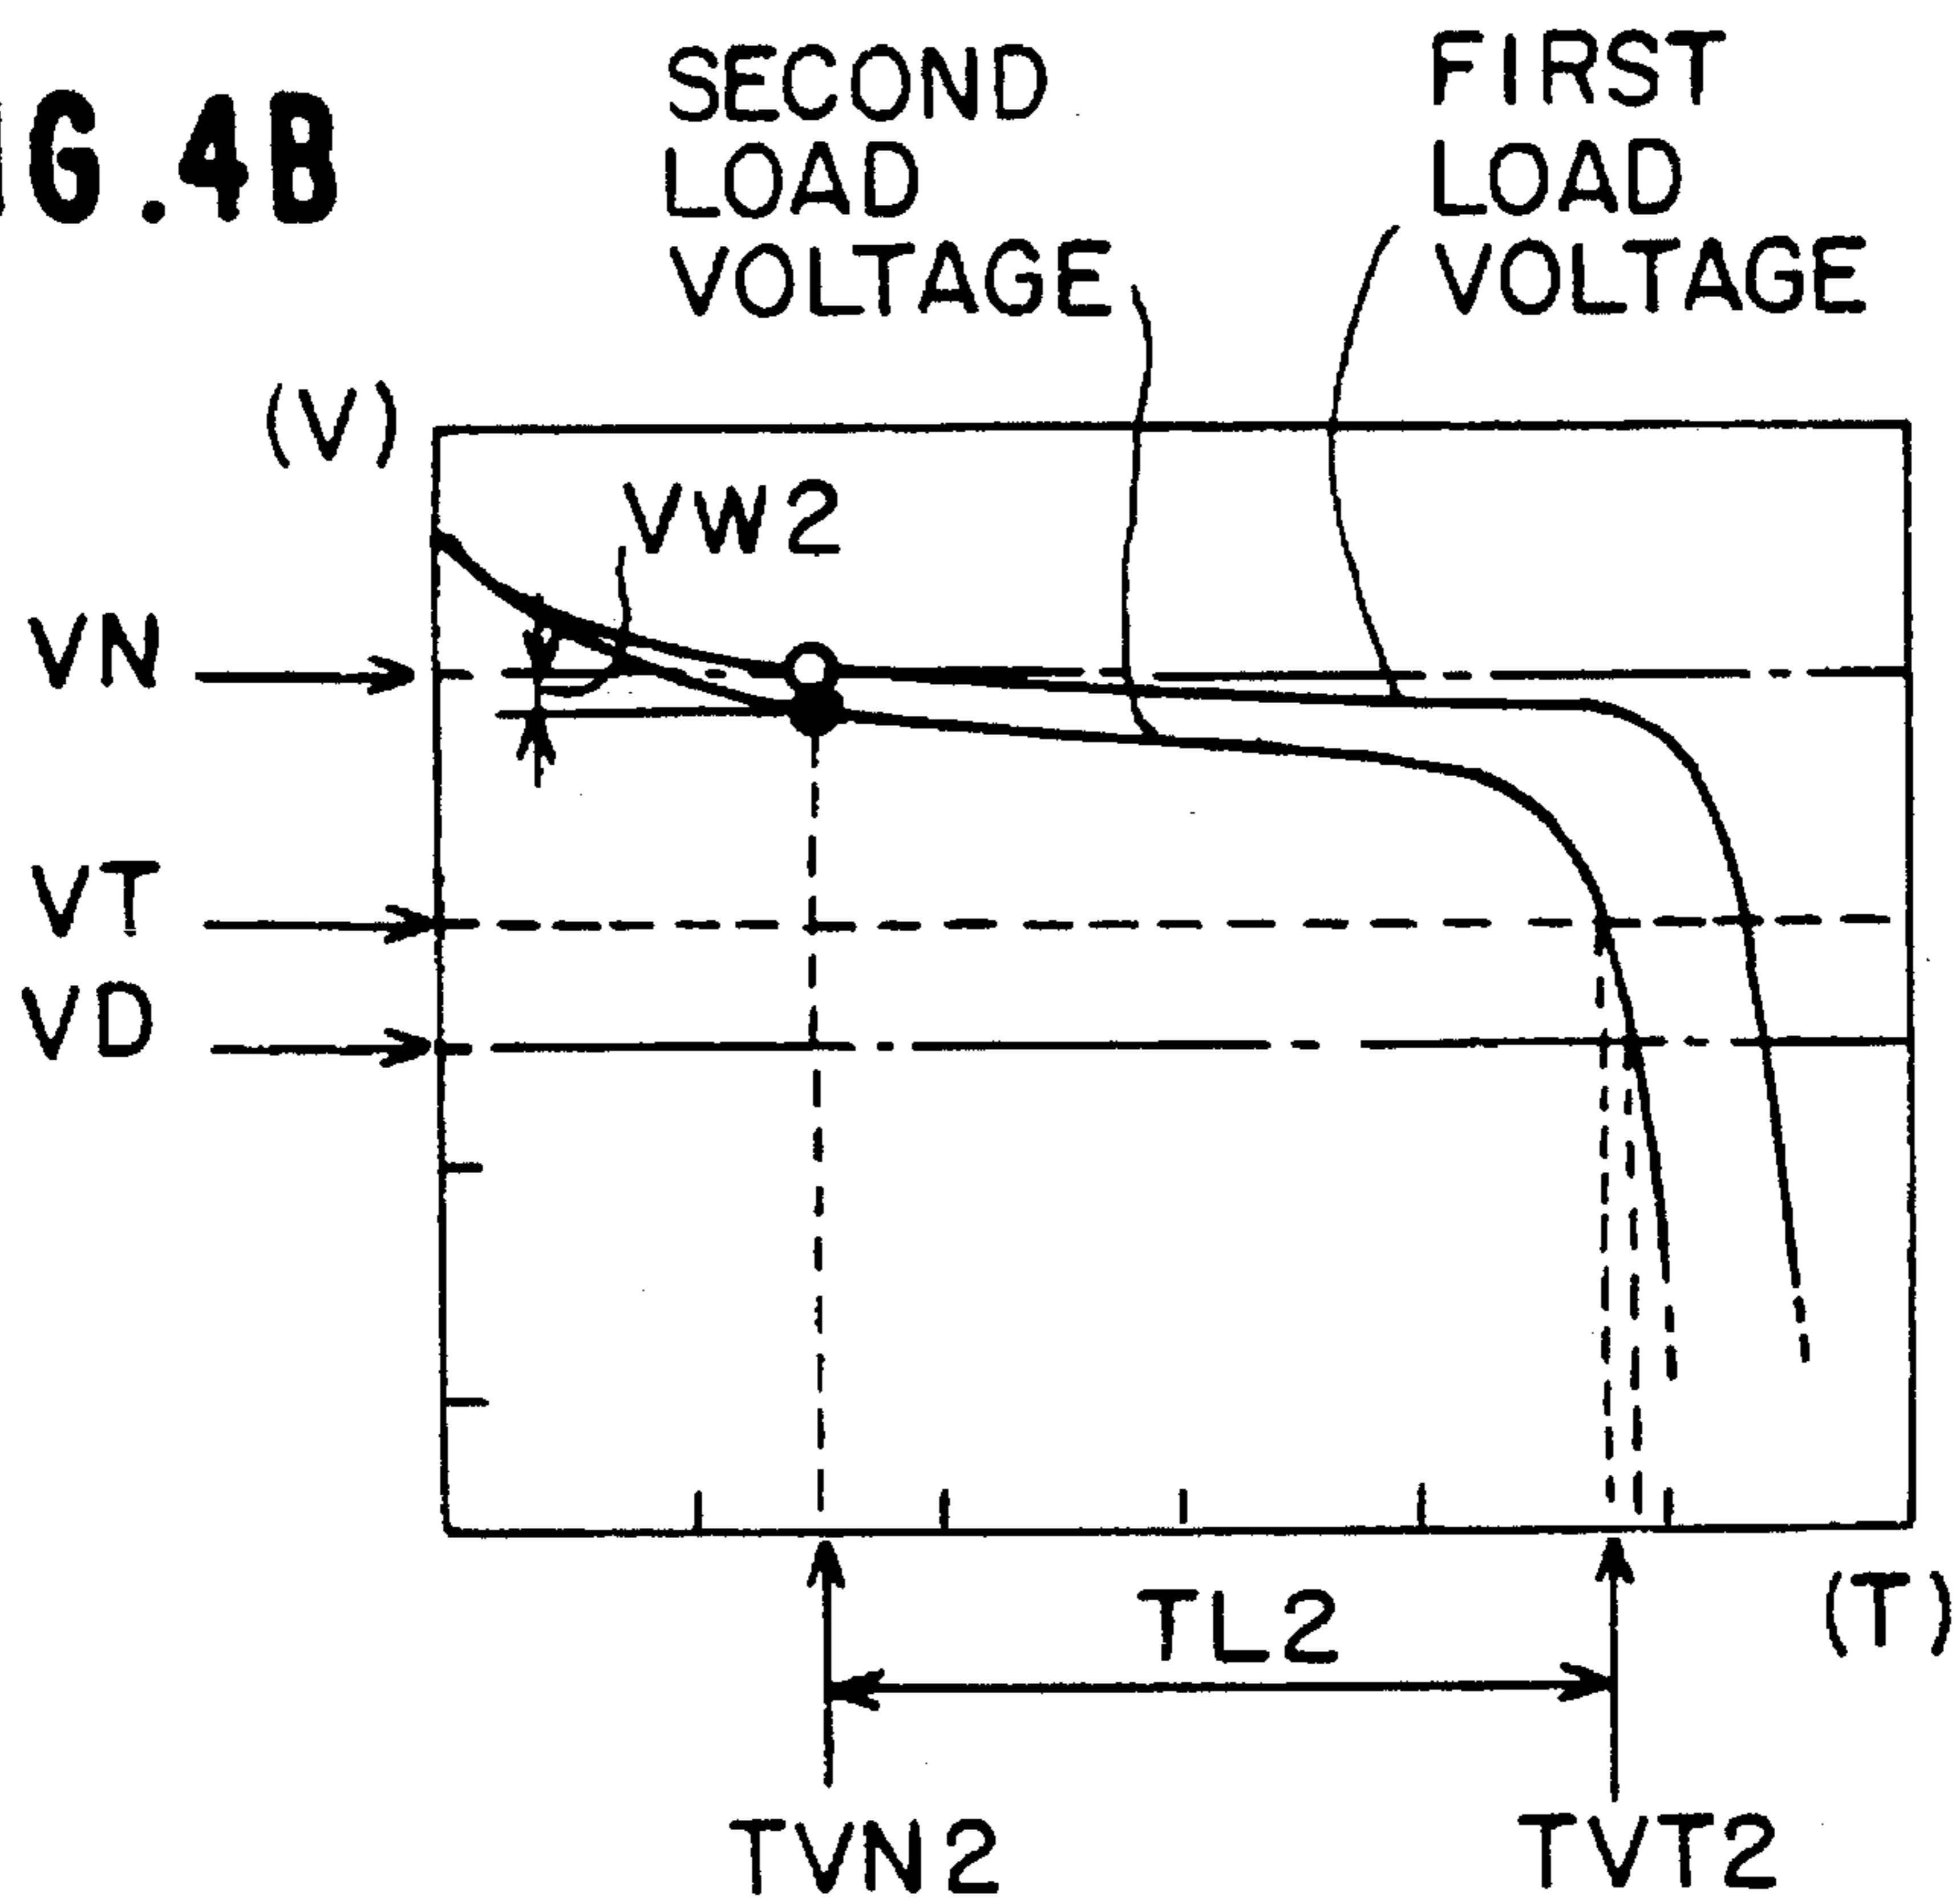 IG.4B
SECOND
LOAD
VOLTAGE
FIRST
LOAD
VOLTAGE
(V)
VW2
VN
VT
VD
TL2
(T)
TVN2
TVT2